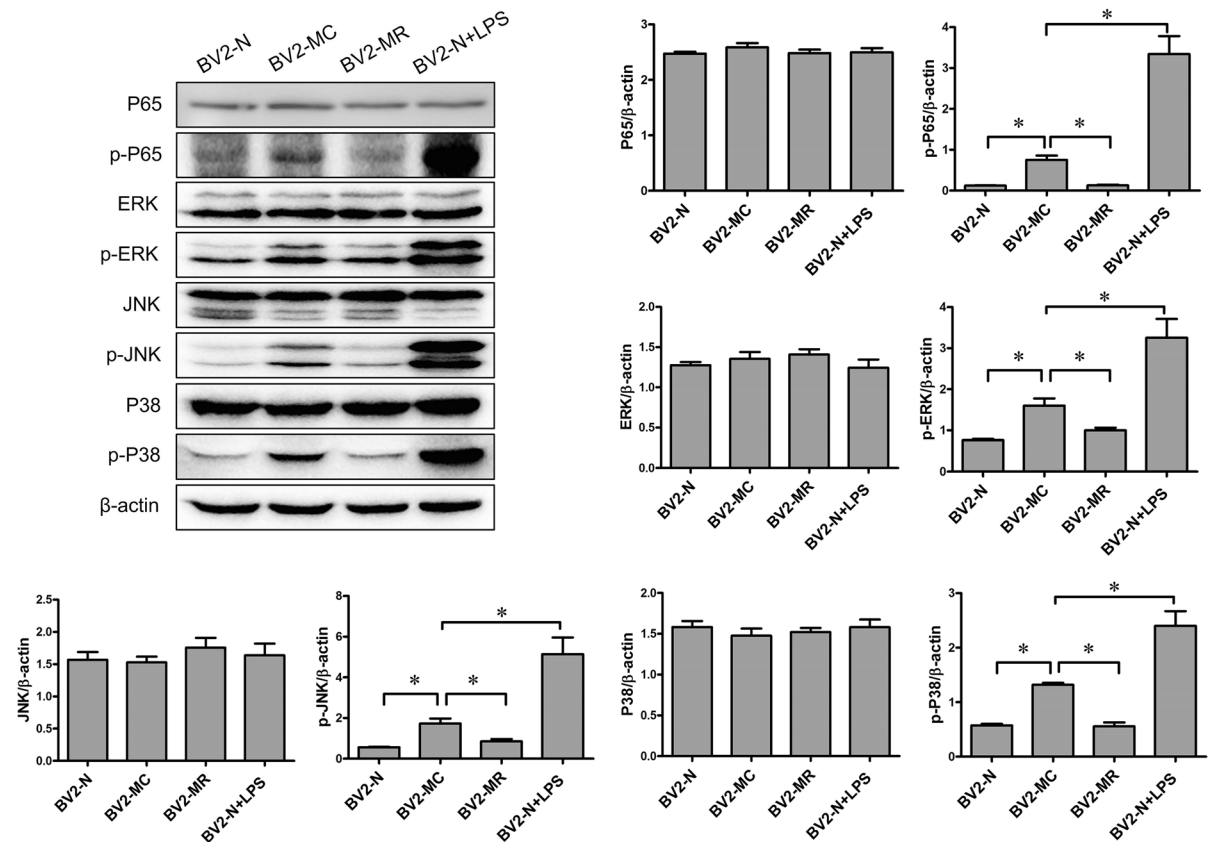 BV2-N BV2-MC BV2-MR BV2-N+LPS
P65
p-P65
ERK
p-ERK
JNK
p-JNK
P38
p-P38
β-actin
P65/β-actin
3
2
1
0
BV2-N BV2-MC BV2-MR BV2-N+LPS
p-P65/β-actin
4
3
2
1
0
* * *
BV2-N BV2-MC BV2-MR BV2-N+LPS
ERK/β-actin
2.0
1.5
1.0
0.5
0.0
BV2-N BV2-MC BV2-MR BV2-N+LPS
p-ERK/β-actin
4
3
2
1
0
* * *
BV2-N BV2-MC BV2-MR BV2-N+LPS
JNK/β-actin
2.5
2.0
1.5
1.0
0.5
0.0
BV2-N BV2-MC BV2-MR BV2-N+LPS
p-JNK/β-actin
8
6
4
2
0
* * *
BV2-N BV2-MC BV2-MR BV2-N+LPS
P38/β-actin
2.0
1.5
1.0
0.5
0.0
BV2-N BV2-MC BV2-MR BV2-N+LPS
p-P38/β-actin
3
2
1
0
* * *
BV2-N BV2-MC BV2-MR BV2-N+LPS